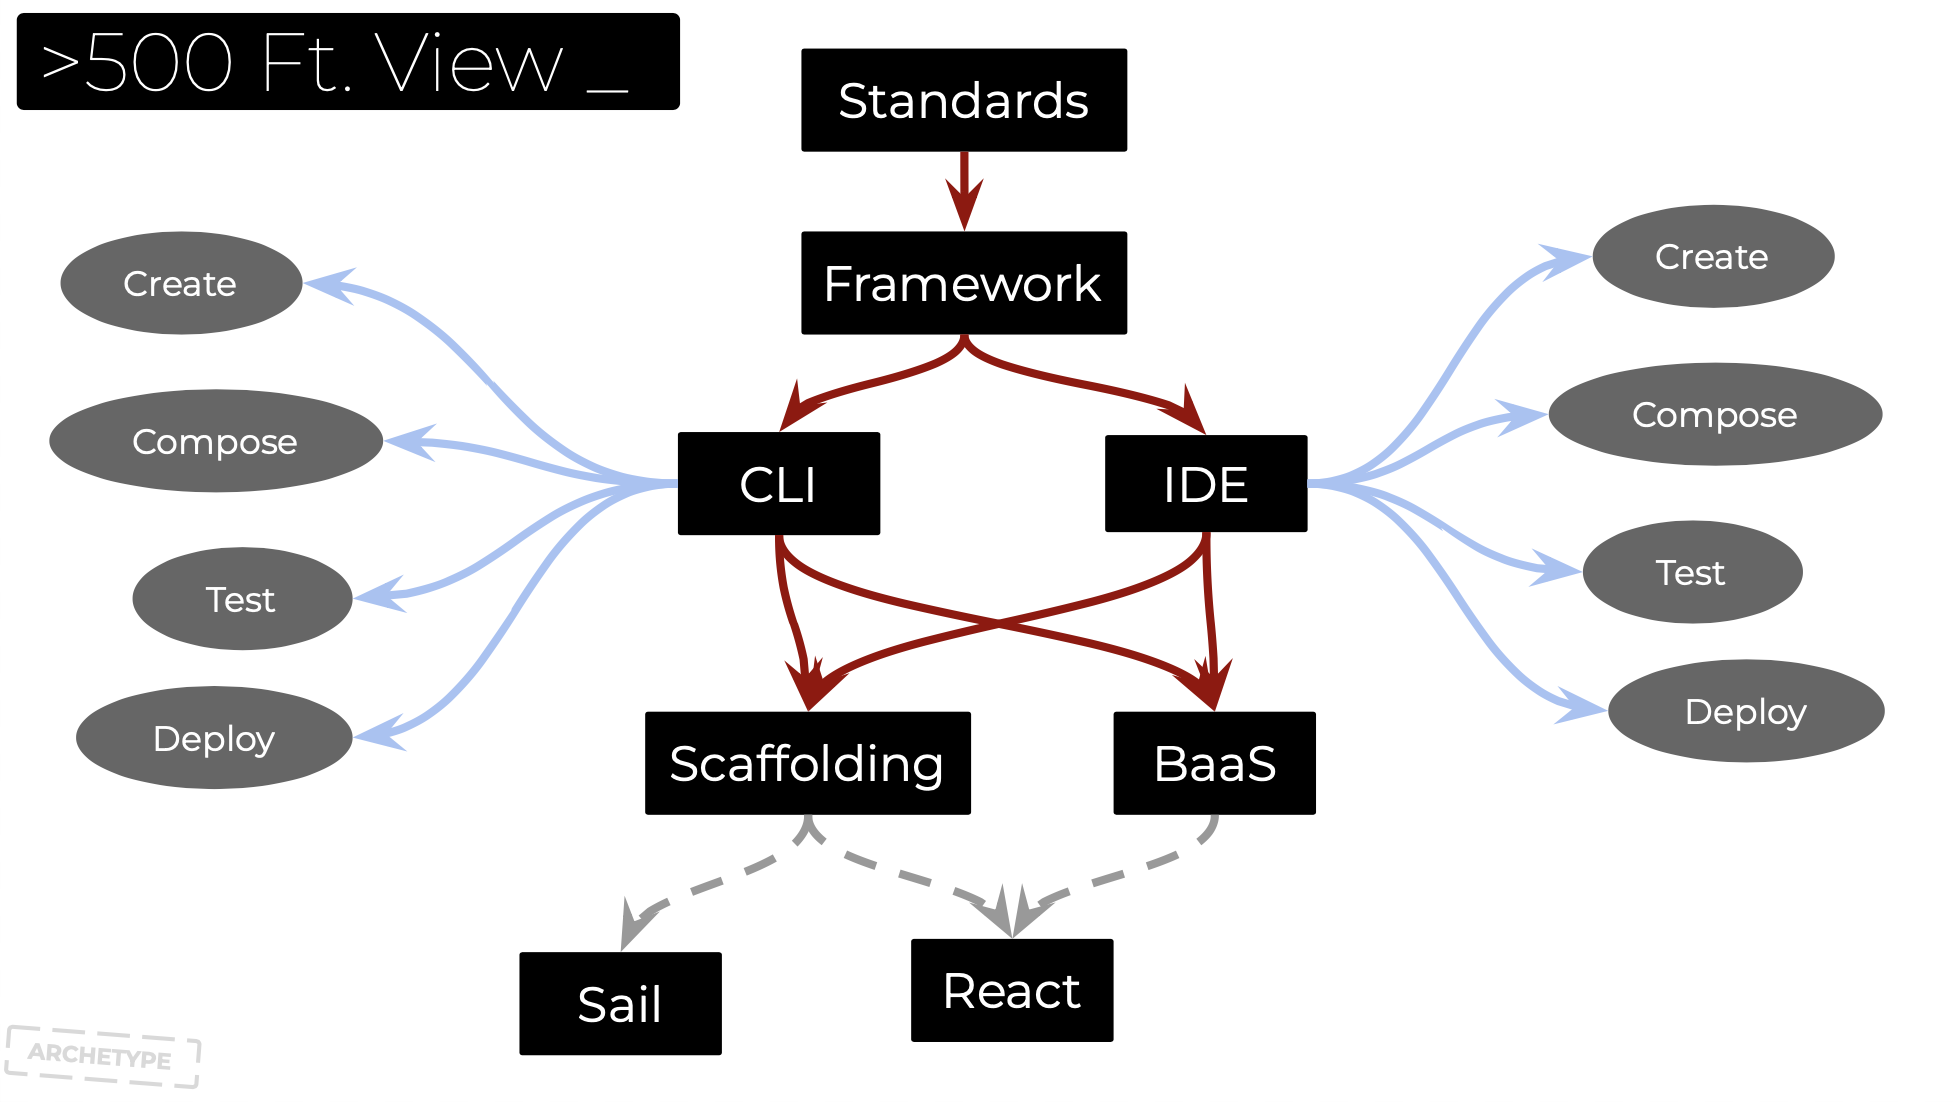 >500 Ft. View _
Standards
Framework
Create
Create
Compose
Compose
CLI
IDE
Test
Test
Deploy
Deploy
Scaffolding
BaaS
Sail
React
ARCHETYPE